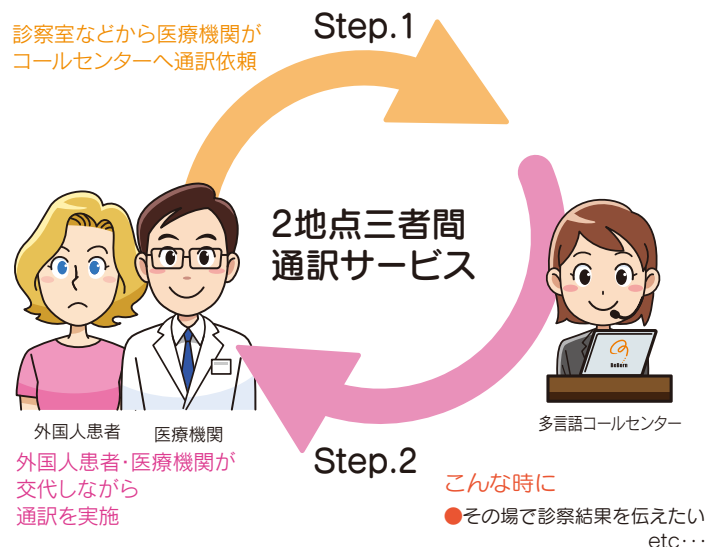 Step.1
診察室などから医療機関が
コールセンターへ通訳依頼
2地点三者間
通訳サービス
外国人患者
医療機関
多言語コールセンター
Step.2
外国人患者・医療機関が
交代しながら
通訳を実施
こんな時に
●その場で診察結果を伝えたい
etc･･･